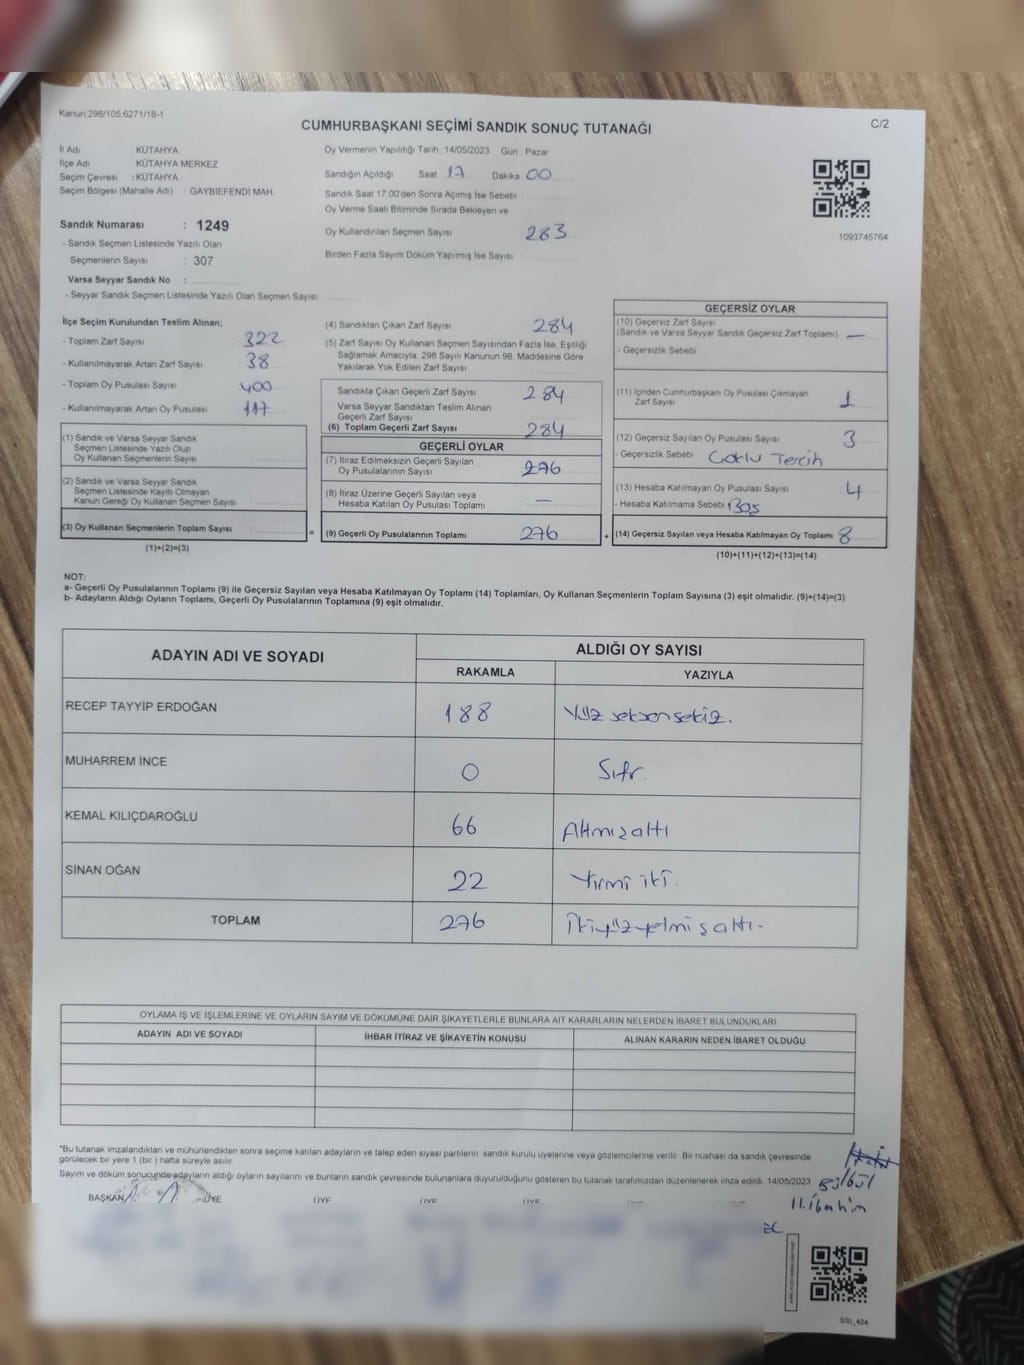 Kanun:298/105;6271/18-1
CUMHURBAŞKANI SEÇİMİ SANDIK SONUÇ TUTANAĞI
C/2
İl Adı KÜTAHYA
İlçe Adı KÜTAHYA MERKEZ
Seçim Çevresi : KÜTAHYA
Seçim Bölgesi (Mahalle Adı) : GAYBİEFENDİ MAH.
Sandık Numarası : 1249
- Sandık Seçmen Listesinde Yazılı Olan
Seçmenlerin Sayısı : 307
Varsa Seyyar Sandık No :
- Seyyar Sandık Seçmen Listesinde Yazılı Olan Seçmen Sayısı
Oy Vermenin Yapıldığı Tarih : 14/05/2023 Gün : Pazar
Sandığın Açıldığı Saat 17 Dakika 00
Sandık Saat 17:00'den Sonra Açımış İse Sebebi
Oy Verme Saati Bitiminde Sırada Bekleyen ve
Oy Kullandırılan Seçmen Sayısı 283
Birden Fazla Sayım Döküm Yapılmış İse Sayısı
1093745764
İlçe Seçim Kurulundan Teslim Alınan;
- Toplam Zarf Sayısı 322
- Kullanılmayarak Artan Zarf Sayısı 38
- Toplam Oy Pusulası Sayısı 400
- Kullanılmayarak Artan Oy Pusulası 117
(1) Sandık ve Varsa Seyyar Sandık
Seçmen Listesinde Yazılı Olup
Oy Kullanan Seçmenlerin Sayısı
(2) Sandık ve Varsa Seyyar Sandık
Seçmen Listesinde Kayıtlı Olmayan
Kanun Gereği Oy Kullanan Seçmen Sayısı
(3) Oy Kullanan Seçmenlerin Toplam Sayısı
(1)+(2)=(3)
(4) Sandıktan Çıkan Zarf Sayısı 284
(5) Zarf Sayısı Oy Kullanan Seçmen Sayısından Fazla İse, Eşitliği
Sağlamak Amacıyla; 298 Sayılı Kanunun 98. Maddesine Göre
Yakılarak Yok Edilen Zarf Sayısı
Sandıkta Çıkan Geçerli Zarf Sayısı 284
Varsa Seyyar Sandıktan Teslim Alınan
Geçerli Zarf Sayısı
(6) Toplam Geçerli Zarf Sayısı 284
GEÇERLİ OYLAR
(7) İtiraz Edilmeksizin Geçerli Sayılan
Oy Pusulalarının Sayısı 276
(8) İtiraz Üzerine Geçerli Sayılan veya
Hesaba Katılan Oy Pusulası Toplamı —
= (9) Geçerli Oy Pusulalarının Toplamı 276 +
GEÇERSİZ OYLAR
(10) Geçersiz Zarf Sayısı
(Sandık ve Varsa Seyyar Sandık Geçersiz Zarf Toplamı) —
- Geçersizlik Sebebi
(11) İçinden Cumhurbaşkanı Oy Pusulası Çıkmayan
Zarf Sayısı 1
(12) Geçersiz Sayılan Oy Pusulası Sayısı 3
- Geçersizlik Sebebi Çoklu Tercih
(13) Hesaba Katılmayan Oy Pusulası Sayısı 4
- Hesaba Katılmama Sebebi Boş
(14) Geçersiz Sayılan veya Hesaba Katılmayan Oy Toplamı 8
(10)+(11)+(12)+(13)=(14)
NOT:
a- Geçerli Oy Pusulalarının Toplamı (9) ile Geçersiz Sayılan veya Hesaba Katılmayan Oy Toplamı (14) Toplamları, Oy Kullanan Seçmenlerin Toplam Sayısına (3) eşit olmalıdır. (9)+(14)=(3)
b- Adayların Aldığı Oyların Toplamı, Geçerli Oy Pusulalarının Toplamına (9) eşit olmalıdır.
ADAYIN ADI VE SOYADI ALDIĞI OY SAYISI
RAKAMLA YAZIYLA
RECEP TAYYİP ERDOĞAN 188 Yüz seksen sekiz.
MUHARREM İNCE 0 Sıfır.
KEMAL KILIÇDAROĞLU 66 Altmışaltı
SİNAN OĞAN 22 Yirmi iki.
TOPLAM 276 İkiyüzyetmişaltı.
OYLAMA İŞ VE İŞLEMLERİNE VE OYLARIN SAYIM VE DÖKÜMÜNE DAİR ŞİKAYETLERLE BUNLARA AİT KARARLARIN NELERDEN İBARET BULUNDUKLARI
ADAYIN ADI VE SOYADI İHBAR İTİRAZ VE ŞİKAYETİN KONUSU ALINAN KARARIN NEDEN İBARET OLDUĞU
*Bu tutanak imzalandıktan ve mühürlendikten sonra seçime katılan adayların ve talep eden siyasi partilerin sandık kurulu üyelerine veya gözlemcilerine verilir. Bir nüshası da sandık çevresinde
görülecek bir yere 1 (bir ) hafta süreyle asılır.
Sayım ve döküm sonucunda adayların aldığı oyların sayılarını ve bunların sandık çevresinde bulunanlara duyurulduğunu gösteren bu tutanak tarafımızdan düzenlenerek imza edildi. 14/05/2023
Bülbül
H.İbrahim
BAŞKAN ÜYE ÜYE ÜYE
SSİ_404